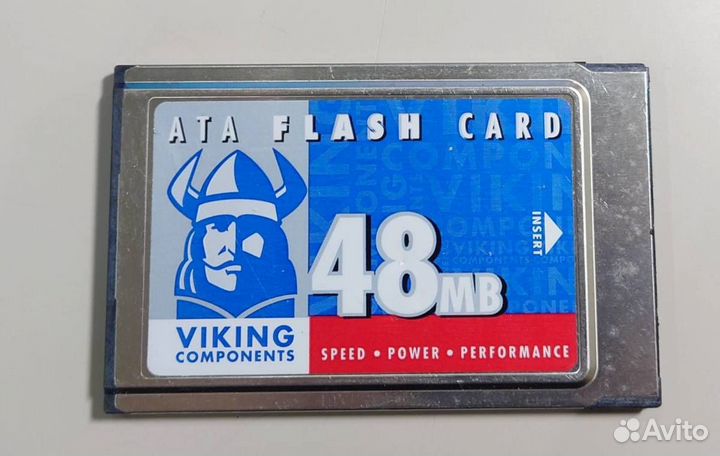 ATA FLASH CARD
INSERT
48MB
VIKING
COMPONENTS
SPEED • POWER • PERFORMANCE
Avito